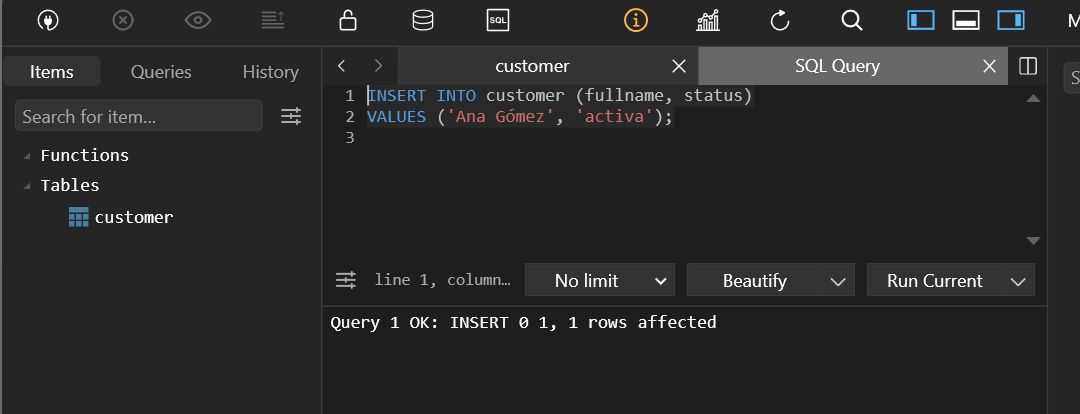 SQL
M
Items Queries History
Search for item...
Functions
Tables
customer
customer
SQL Query
1 INSERT INTO customer (fullname, status)
2 VALUES ('Ana Gómez', 'activa');
3
line 1, column...
No limit
Beautify
Run Current
Query 1 OK: INSERT 0 1, 1 rows affected
S